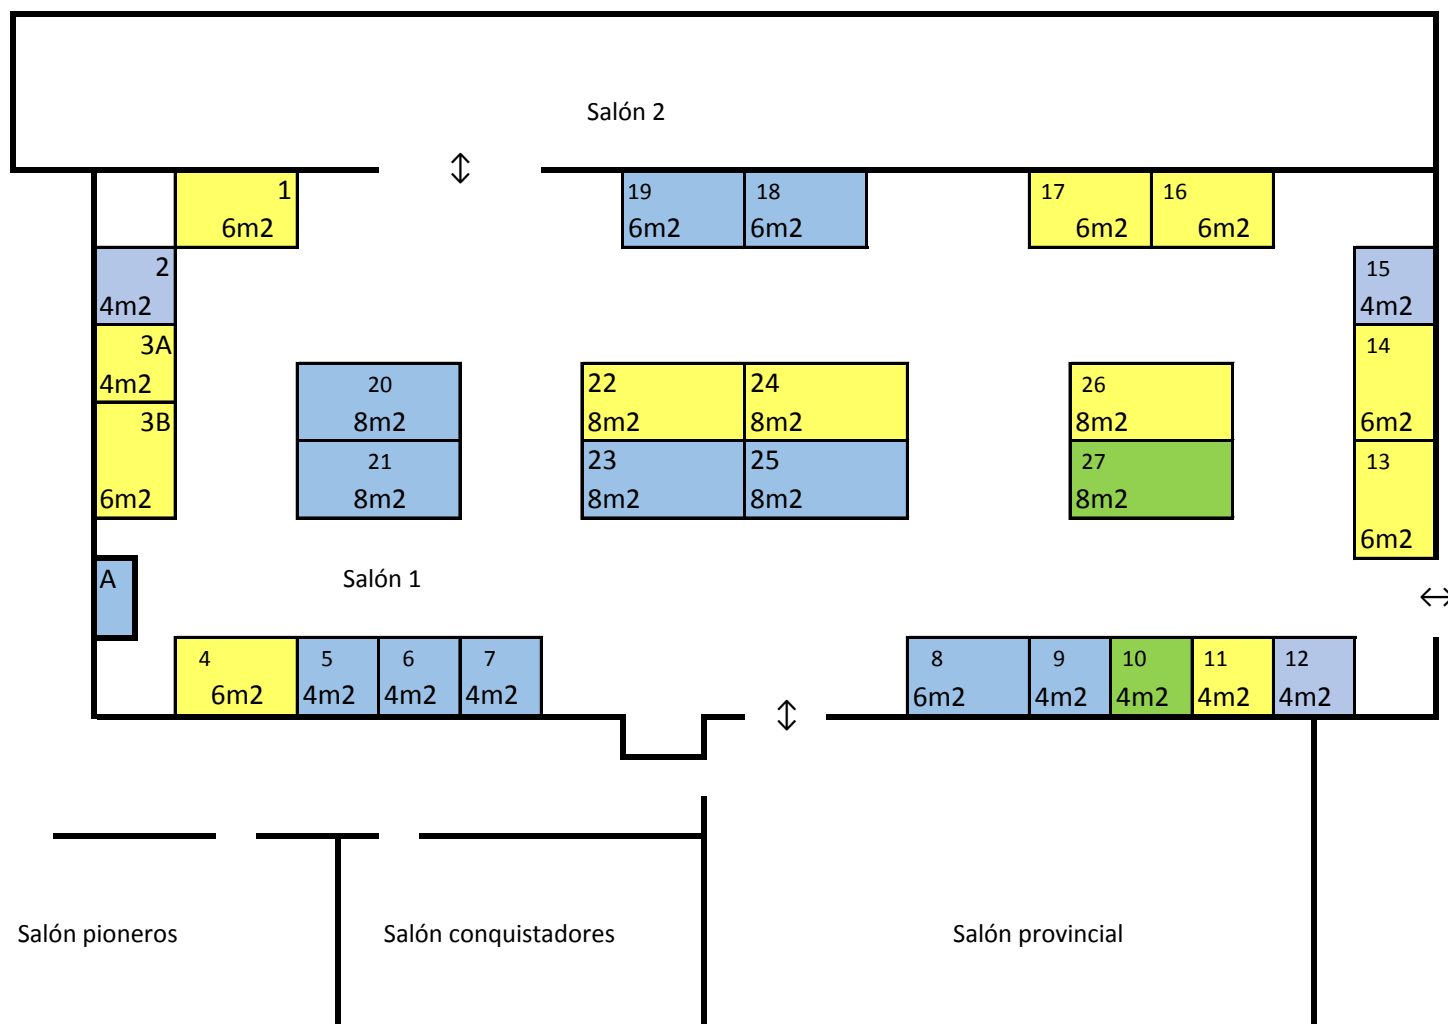 Salón 2
1
6m2
19
6m2
18
6m2
17
6m2
16
6m2
2
4m2
15
4m2
3A
4m2
14
6m2
3B
6m2
20
8m2
22
8m2
24
8m2
26
8m2
21
8m2
23
8m2
25
8m2
27
8m2
13
6m2
A
Salón 1
4
6m2
5
4m2
6
4m2
7
4m2
8
6m2
9
4m2
10
4m2
11
4m2
12
4m2
Salón pioneros
Salón conquistadores
Salón provincial